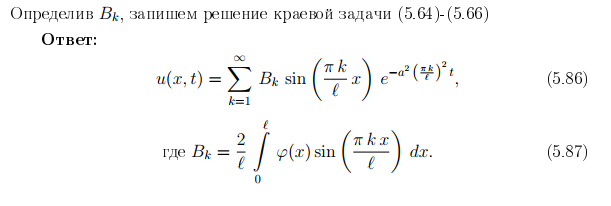 Определив $B_k$, запишем решение краевой задачи (5.64)-(5.66)
Ответ:
$u(x,t) = \sum_{k=1}^{\infty} B_k \sin\left(\frac{\pi k}{\ell} x\right) e^{-a^2\left(\frac{\pi k}{\ell}\right)^2 t},$ (5.86)
где $B_k = \frac{2}{\ell} \int_0^{\ell} \varphi(x) \sin\left(\frac{\pi k x}{\ell}\right) dx.$ (5.87)